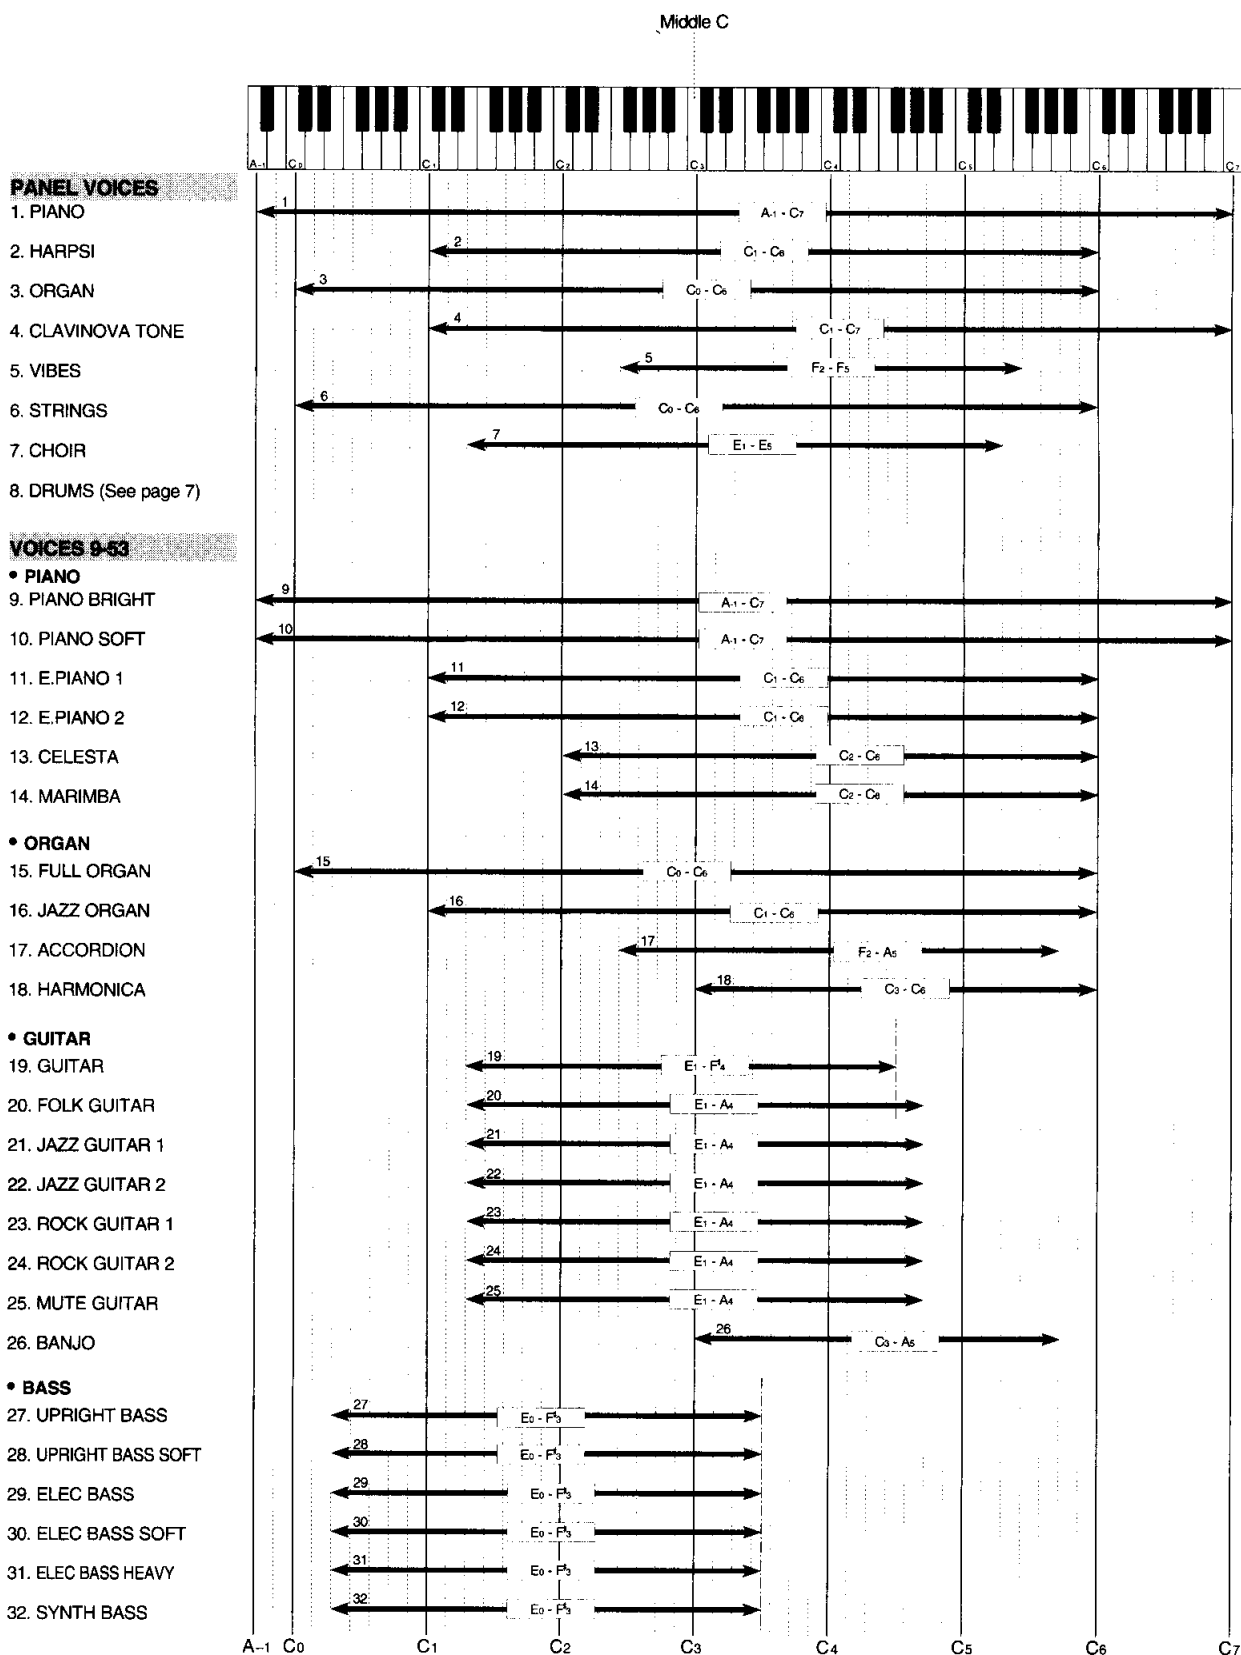 Middle C
A-1 C0 C1 C2 C3 C4 C5 C6 C7
PANEL VOICES
1. PIANO 1 A-1 - C7
2. HARPSI 2 C1 - C6
3. ORGAN 3 C0 - C6
4. CLAVINOVA TONE 4 C1 - C7
5. VIBES 5 F2 - F5
6. STRINGS 6 C0 - C6
7. CHOIR 7 E1 - E5
8. DRUMS (See page 7)
VOICES 9-53
• PIANO
9. PIANO BRIGHT 9 A-1 - C7
10. PIANO SOFT 10 A-1 - C7
11. E.PIANO 1 11 C1 - C6
12. E.PIANO 2 12 C1 - C6
13. CELESTA 13 C2 - C6
14. MARIMBA 14 C2 - C6
• ORGAN
15. FULL ORGAN 15 C0 - C6
16. JAZZ ORGAN 16 C1 - C6
17. ACCORDION 17 F2 - A5
18. HARMONICA 18 C3 - C6
• GUITAR
19. GUITAR 19 E1 - F♯4
20. FOLK GUITAR 20 E1 - A4
21. JAZZ GUITAR 1 21 E1 - A4
22. JAZZ GUITAR 2 22 E1 - A4
23. ROCK GUITAR 1 23 E1 - A4
24. ROCK GUITAR 2 24 E1 - A4
25. MUTE GUITAR 25 E1 - A4
26. BANJO 26 C3 - A5
• BASS
27. UPRIGHT BASS 27 E0 - F♯3
28. UPRIGHT BASS SOFT 28 E0 - F♯3
29. ELEC BASS 29 E0 - F♯3
30. ELEC BASS SOFT 30 E0 - F♯3
31. ELEC BASS HEAVY 31 E0 - F♯3
32. SYNTH BASS 32 E0 - F♯3
A-1 C0 C1 C2 C3 C4 C5 C6 C7